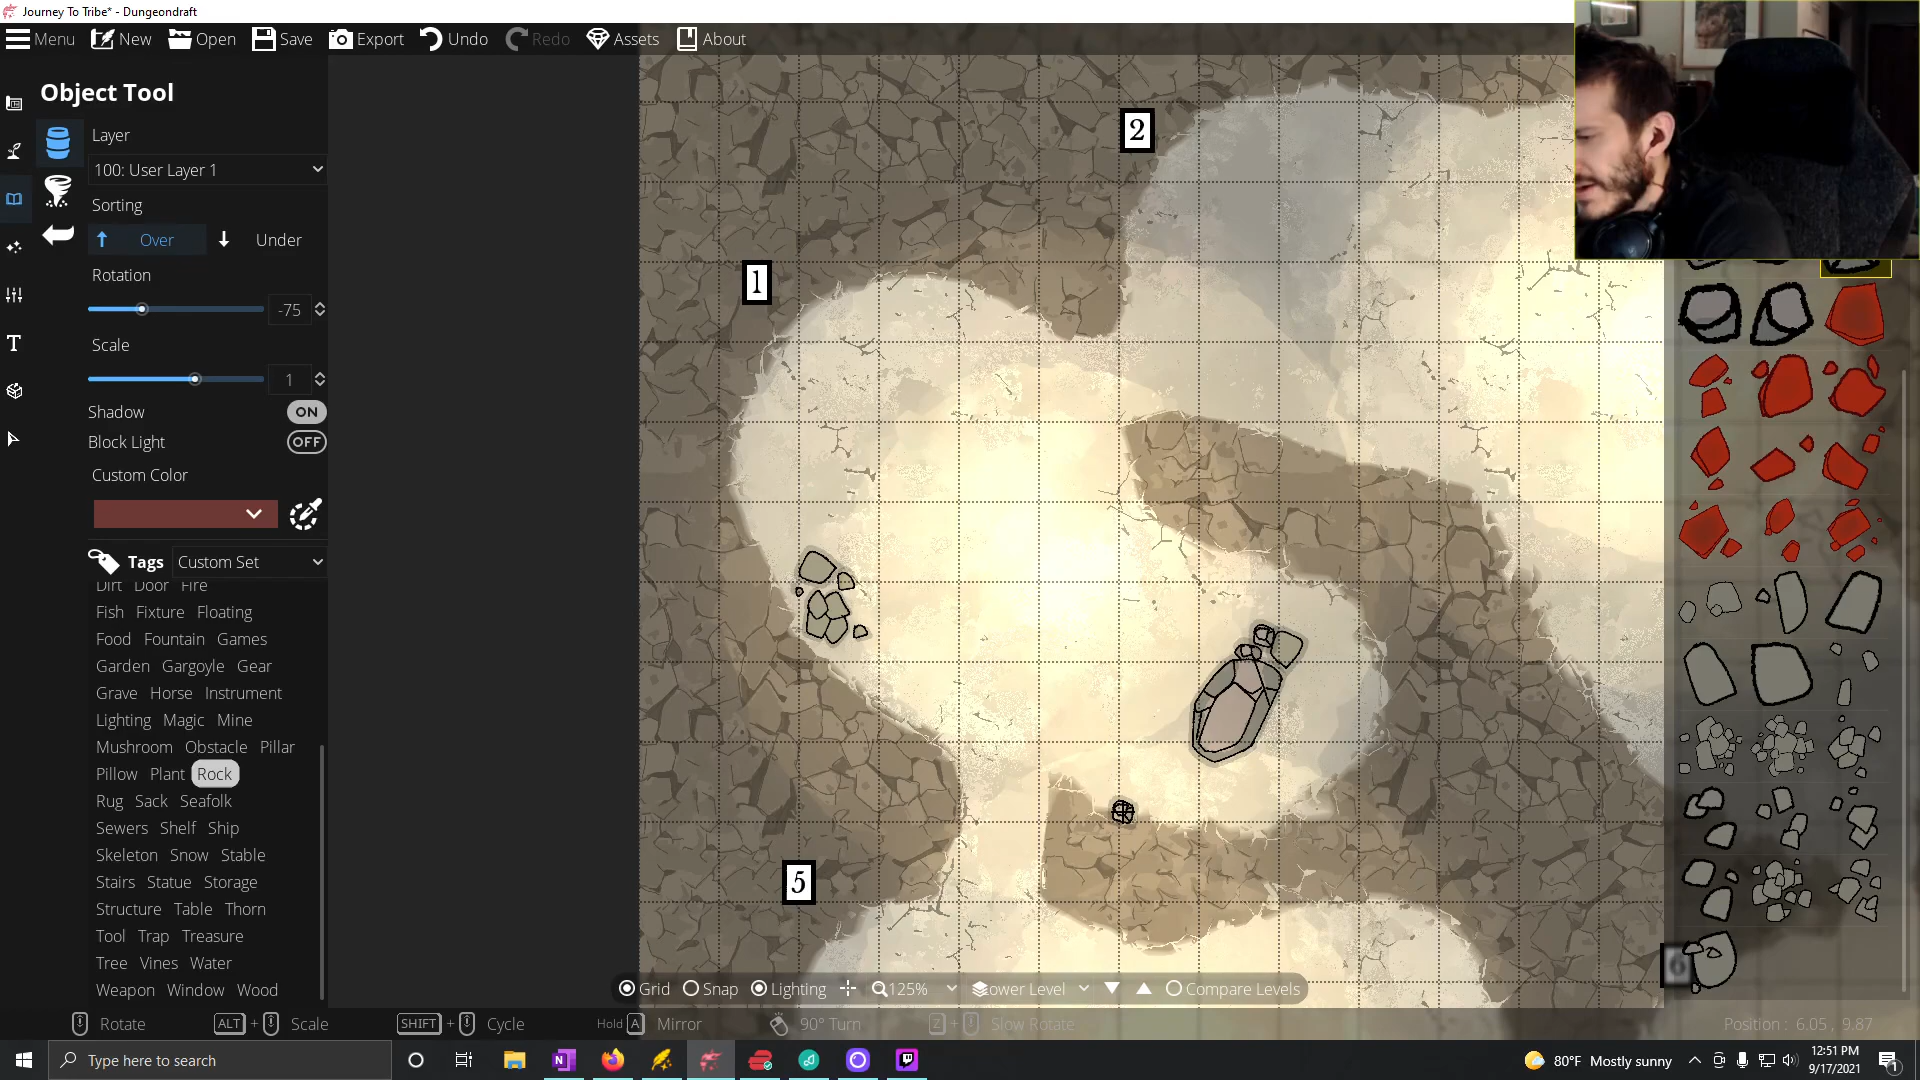 Journey To Tribe* - Dungeondraft
Menu New Open Save Export Undo Redo Assets About
Object Tool
Layer
100: User Layer 1
Sorting
Over Under
Rotation
-75
Scale
1
Shadow ON
Block Light OFF
Custom Color
Tags Custom Set
Dirt Door Fire
Fish Fixture Floating
Food Fountain Games
Garden Gargoyle Gear
Grave Horse Instrument
Lighting Magic Mine
Mushroom Obstacle Pillar
Pillow Plant Rock
Rug Sack Seafolk
Sewers Shelf Ship
Skeleton Snow Stable
Stairs Statue Storage
Structure Table Thorn
Tool Trap Treasure
Tree Vines Water
Weapon Window Wood
2
1
5
6
Grid Snap Lighting 125% ower Level Compare Levels
Rotate ALT + Scale SHIFT + Cycle Hold A Mirror 90° Turn Z + Slow Rotate Position : 6.05, 9.87
Type here to search
N
80°F Mostly sunny
12:51 PM
9/17/2021
1